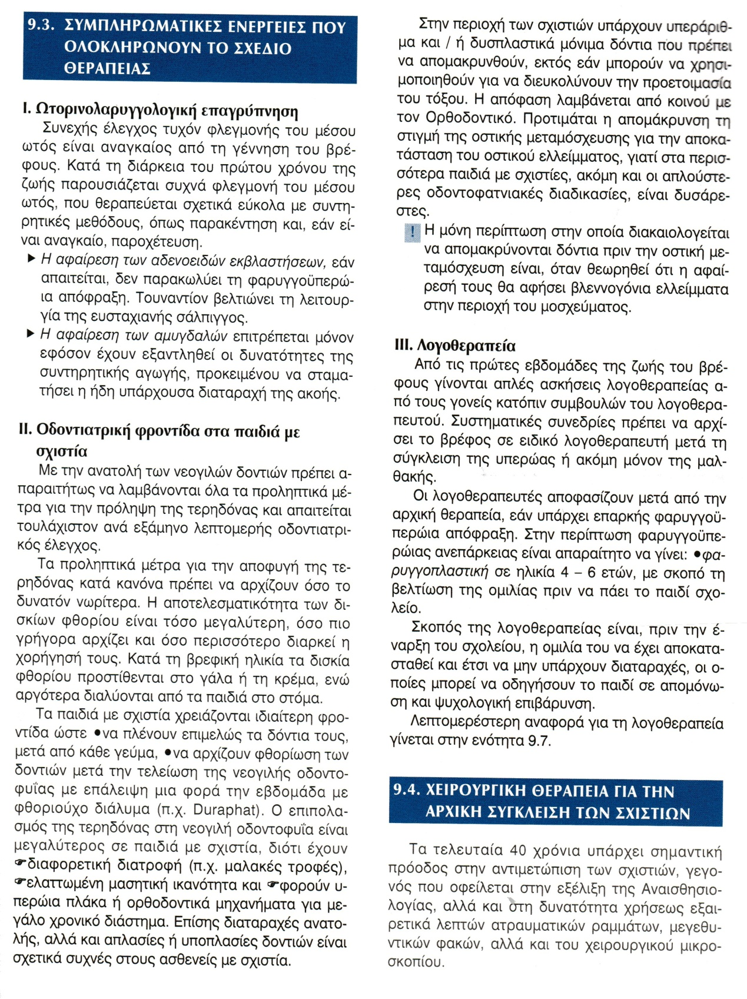 9.3. ΣΥΜΠΛΗΡΩΜΑΤΙΚΕΣ ΕΝΕΡΓΕΙΕΣ ΠΟΥ
ΟΛΟΚΛΗΡΩΝΟΥΝ ΤΟ ΣΧΕΔΙΟ
ΘΕΡΑΠΕΙΑΣ
I. Ωτορινολαρυγγολογική επαγρύπνηση
Συνεχής έλεγχος τυχόν φλεγμονής του μέσου
ωτός είναι αναγκαίος από τη γέννηση του βρέ-
φους. Κατά τη διάρκεια του πρώτου χρόνου της
ζωής παρουσιάζεται συχνά φλεγμονή του μέσου
ωτός, που θεραπεύεται σχετικά εύκολα με συντη-
ρητικές μεθόδους, όπως παρακέντηση και, εάν εί-
ναι αναγκαίο, παροχέτευση.
▶ Η αφαίρεση των αδενοειδών εκβλαστήσεων, εάν
απαιτείται, δεν παρακωλύει τη φαρυγγοϋπερώ-
ια απόφραξη. Τουναντίον βελτιώνει τη λειτουρ-
γία της ευσταχιανής σάλπιγγος.
▶ Η αφαίρεση των αμυγδαλών επιτρέπεται μόνον
εφόσον έχουν εξαντληθεί οι δυνατότητες της
συντηρητικής αγωγής, προκειμένου να σταμα-
τήσει η ήδη υπάρχουσα διαταραχή της ακοής.
II. Οδοντιατρική φροντίδα στα παιδιά με
σχιστία
Με την ανατολή των νεογιλών δοντιών πρέπει α-
παραιτήτως να λαμβάνονται όλα τα προληπτικά μέ-
τρα για την πρόληψη της τερηδόνας και απαιτείται
τουλάχιστον ανά εξάμηνο λεπτομερής οδοντιατρι-
κός έλεγχος.
Τα προληπτικά μέτρα για την αποφυγή της τε-
ρηδόνας κατά κανόνα πρέπει να αρχίζουν όσο το
δυνατόν νωρίτερα. Η αποτελεσματικότητα των δι-
σκίων φθορίου είναι τόσο μεγαλύτερη, όσο πιο
γρήγορα αρχίζει και όσο περισσότερο διαρκεί η
χορήγησή τους. Κατά τη βρεφική ηλικία τα δισκία
φθορίου προστίθενται στο γάλα ή τη κρέμα, ενώ
αργότερα διαλύονται από τα παιδιά στο στόμα.
Τα παιδιά με σχιστία χρειάζονται ιδιαίτερη φρο-
ντίδα ώστε ●να πλένουν επιμελώς τα δόντια τους,
μετά από κάθε γεύμα, ●να αρχίζουν φθορίωση των
δοντιών μετά την τελείωση της νεογιλής οδοντο-
φυΐας με επάλειψη μια φορά την εβδομάδα με
φθοριούχο διάλυμα (π.χ. Duraphat). Ο επιπολα-
σμός της τερηδόνας στη νεογιλή οδοντοφυΐα είναι
μεγαλύτερος σε παιδιά με σχιστία, διότι έχουν
☞διαφορετική διατροφή (π.χ. μαλακές τροφές),
☞ελαττωμένη μασητική ικανότητα και ☞φορούν υ-
περώια πλάκα ή ορθοδοντικά μηχανήματα για με-
γάλο χρονικό διάστημα. Επίσης διαταραχές ανατο-
λής, αλλά και απλασίες ή υποπλασίες δοντιών είναι
σχετικά συχνές στους ασθενείς με σχιστία.
Στην περιοχή των σχιστιών υπάρχουν υπεράριθ-
μα και / ή δυσπλαστικά μόνιμα δόντια που πρέπει
να απομακρυνθούν, εκτός εάν μπορούν να χρησι-
μοποιηθούν για να διευκολύνουν την προετοιμασία
του τόξου. Η απόφαση λαμβάνεται από κοινού με
τον Ορθοδοντικό. Προτιμάται η απομάκρυνση τη
στιγμή της οστικής μεταμόσχευσης για την αποκα-
τάσταση του οστικού ελλείμματος, γιατί στα περισ-
σότερα παιδιά με σχιστίες, ακόμη και οι απλούστε-
ρες οδοντοφατνιακές διαδικασίες, είναι δυσάρε-
στες.
! Η μόνη περίπτωση στην οποία διακαιολογείται
να απομακρύνονται δόντια πριν την οστική με-
ταμόσχευση είναι, όταν θεωρηθεί ότι η αφαί-
ρεσή τους θα αφήσει βλεννογόνια ελλείμματα
στην περιοχή του μοσχεύματος.
III. Λογοθεραπεία
Από τις πρώτες εβδομάδες της ζωής του βρέ-
φους γίνονται απλές ασκήσεις λογοθεραπείας α-
πό τους γονείς κατόπιν συμβουλών του λογοθερα-
πευτού. Συστηματικές συνεδρίες πρέπει να αρχί-
σει το βρέφος σε ειδικό λογοθεραπευτή μετά τη
σύγκλειση της υπερώας ή ακόμη μόνον της μαλ-
θακής.
Οι λογοθεραπευτές αποφασίζουν μετά από την
αρχική θεραπεία, εάν υπάρχει επαρκής φαρυγγοϋ-
περώια απόφραξη. Στην περίπτωση φαρυγγοϋπε-
ρώιας ανεπάρκειας είναι απαραίτητο να γίνει: ●φα-
ρυγγοπλαστική σε ηλικία 4 – 6 ετών, με σκοπό τη
βελτίωση της ομιλίας πριν να πάει το παιδί σχο-
λείο.
Σκοπός της λογοθεραπείας είναι, πριν την έ-
ναρξη του σχολείου, η ομιλία του να έχει αποκατα-
σταθεί και έτσι να μην υπάρχουν διαταραχές, οι ο-
ποίες μπορεί να οδηγήσουν το παιδί σε απομόνω-
ση και ψυχολογική επιβάρυνση.
Λεπτομερέστερη αναφορά για τη λογοθεραπεία
γίνεται στην ενότητα 9.7.
9.4. ΧΕΙΡΟΥΡΓΙΚΗ ΘΕΡΑΠΕΙΑ ΓΙΑ ΤΗΝ
ΑΡΧΙΚΗ ΣΥΓΚΛΕΙΣΗ ΤΩΝ ΣΧΙΣΤΙΩΝ
Τα τελευταία 40 χρόνια υπάρχει σημαντική
πρόοδος στην αντιμετώπιση των σχιστιών, γεγο-
νός που οφείλεται στην εξέλιξη της Αναισθησιο-
λογίας, αλλά και στη δυνατότητα χρήσεως εξαι-
ρετικά λεπτών ατραυματικών ραμμάτων, μεγεθυ-
ντικών φακών, αλλά και του χειρουργικού μικρο-
σκοπίου.